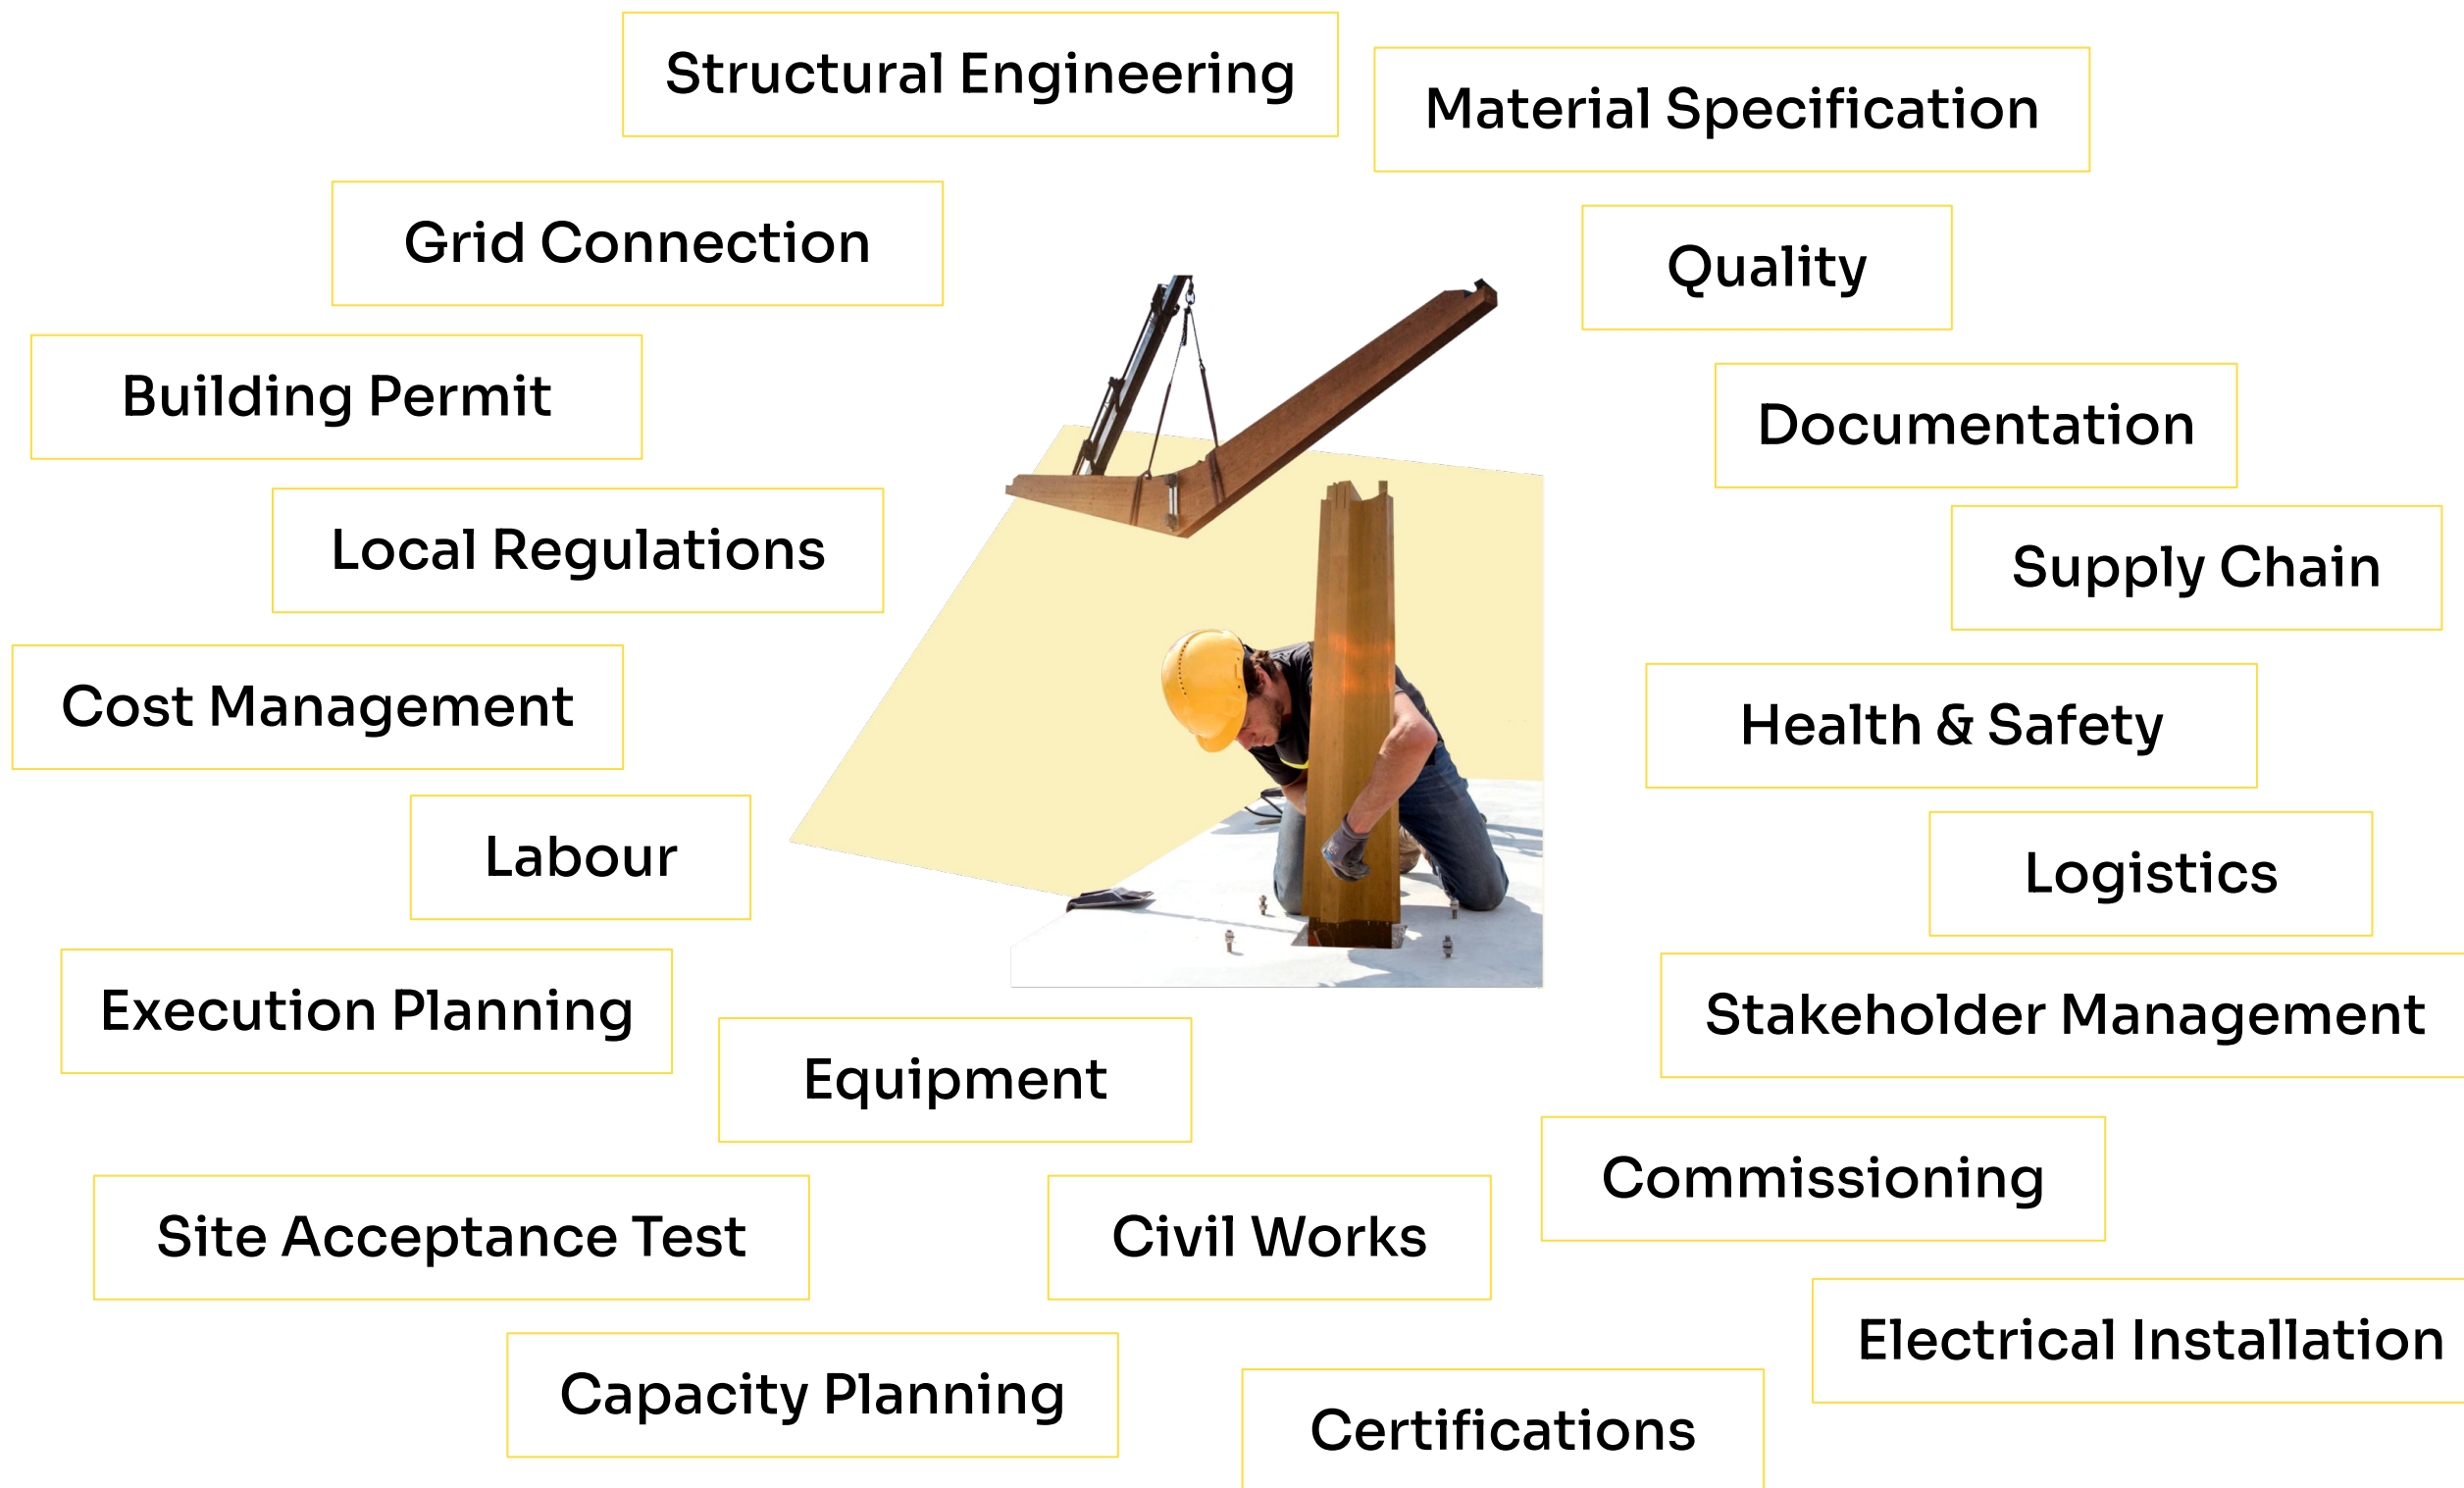 Structural Engineering
Material Specification
Grid Connection
Quality
Building Permit
Documentation
Local Regulations
Supply Chain
Cost Management
Health & Safety
Labour
Logistics
Execution Planning
Stakeholder Management
Equipment
Commissioning
Site Acceptance Test
Civil Works
Electrical Installation
Capacity Planning
Certifications